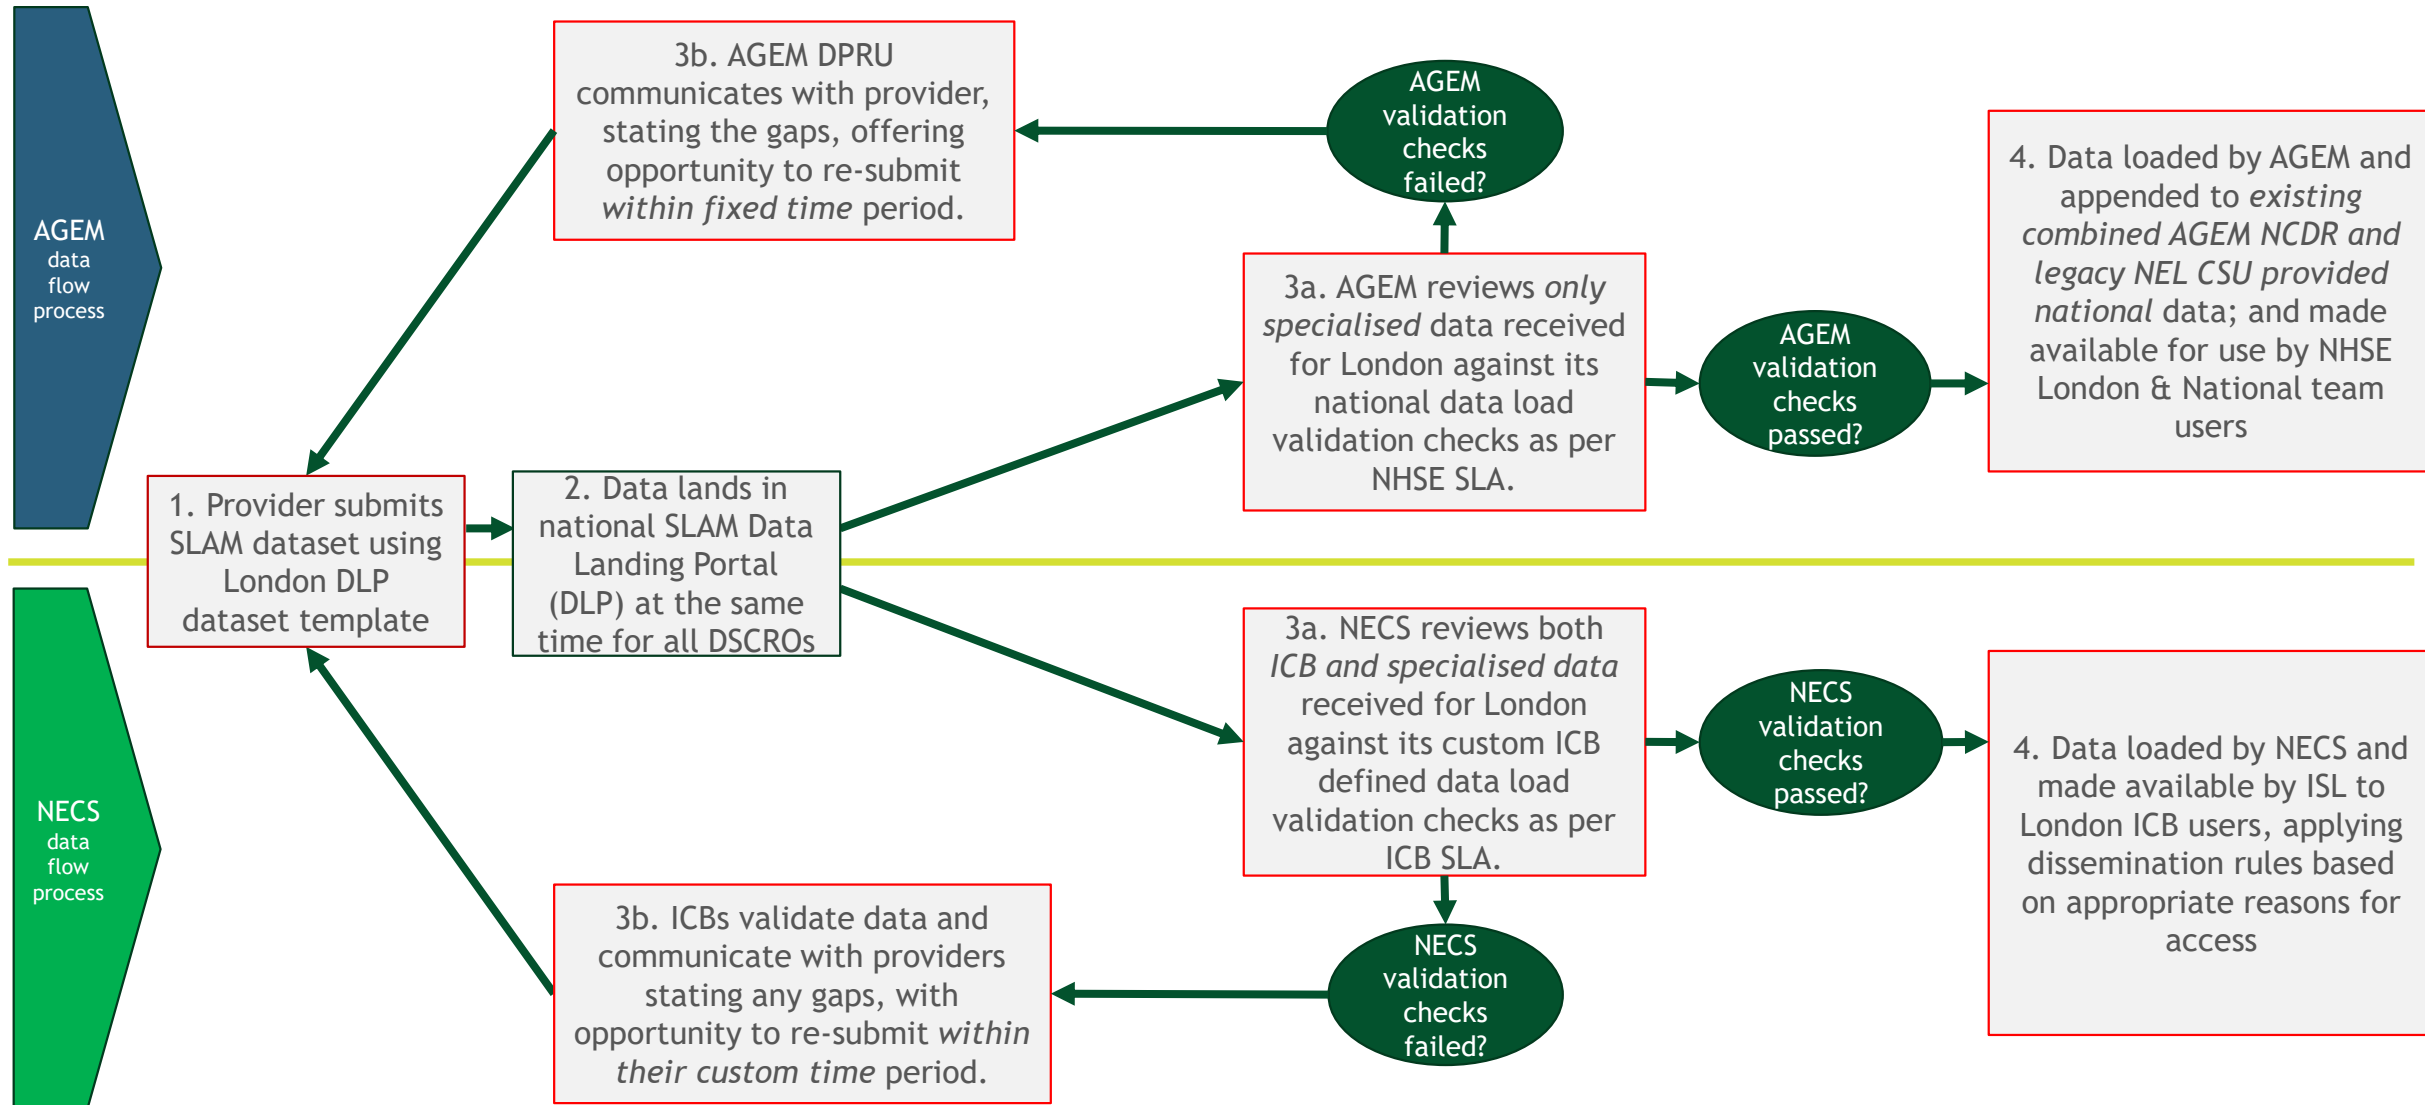 AGEM
data
flow
process
3b. AGEM DPRU
communicates with provider,
stating the gaps, offering
opportunity to re-submit
within fixed time period.
AGEM
validation
checks
failed?
4. Data loaded by AGEM and
appended to existing
combined AGEM NCDR and
legacy NEL CSU provided
national data; and made
available for use by NHSE
London & National team
users
3a. AGEM reviews only
specialised data received
for London against its
national data load
validation checks as per
NHSE SLA.
AGEM
validation
checks
passed?
1. Provider submits
SLAM dataset using
London DLP
dataset template
2. Data lands in
national SLAM Data
Landing Portal
(DLP) at the same
time for all DSCROs
NECS
data
flow
process
3a. NECS reviews both
ICB and specialised data
received for London
against its custom ICB
defined data load
validation checks as per
ICB SLA.
NECS
validation
checks
passed?
4. Data loaded by NECS and
made available by ISL to
London ICB users, applying
dissemination rules based
on appropriate reasons for
access
3b. ICBs validate data and
communicate with providers
stating any gaps, with
opportunity to re-submit within
their custom time period.
NECS
validation
checks
failed?